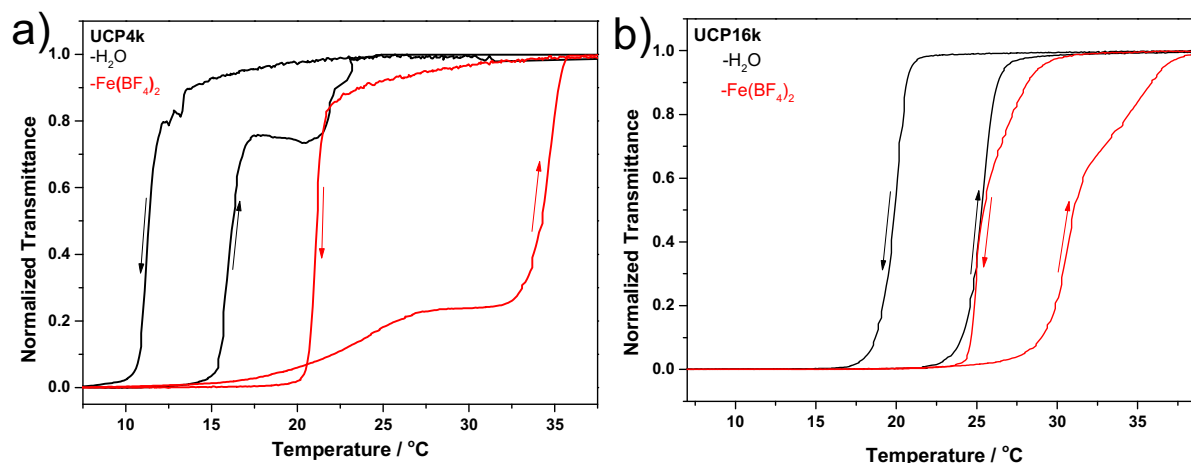 a)
UCP4k
-H₂O
-Fe(BF₄)₂
Normalized Transmittance
1.0
0.8
0.6
0.4
0.2
0.0
10 15 20 25 30 35
Temperature / °C
b)
UCP16k
-H₂O
-Fe(BF₄)₂
Normalized Transmittance
1.0
0.8
0.6
0.4
0.2
0.0
10 15 20 25 30 35
Temperature / °C